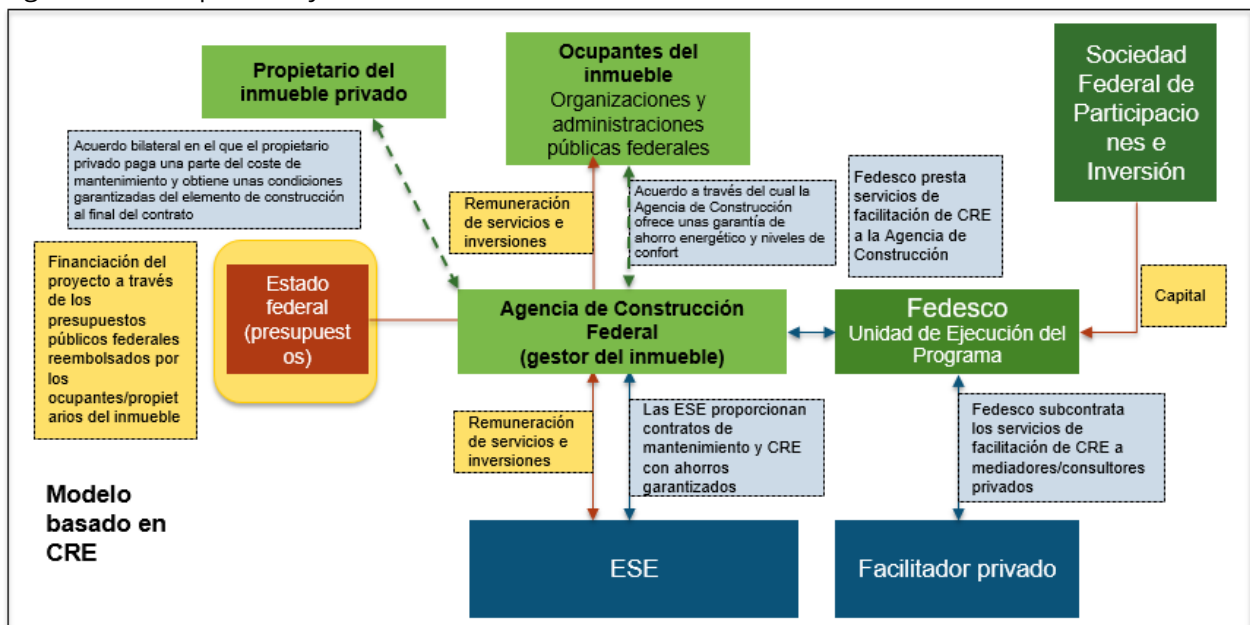 Propietario del
inmueble privado
Ocupantes del
inmueble
Organizaciones y
administraciones
públicas federales
Sociedad
Federal de
Participacio
nes e
Inversión
Acuerdo bilateral en el que el propietario
privado paga una parte del coste de
mantenimiento y obtiene unas condiciones
garantizadas del elemento de construcción
al final del contrato
Remuneración
de servicios e
inversiones
Acuerdo a través del cual la
Agencia de Construcción
ofrece unas garantía de
ahorro energético y niveles de
confort
Fedesco presta
servicios de
facilitación de CRE
a la Agencia de
Construcción
Financiación del
proyecto a través
de los
presupuestos
públicos federales
reembolsados por
los
ocupantes/propiet
arios del inmueble
Estado
federal
(presupuest
os)
Agencia de Construcción
Federal
(gestor del inmueble)
Fedesco
Unidad de Ejecución del
Programa
Capital
Remuneración
de servicios e
inversiones
Las ESE proporcionan
contratos de
mantenimiento y CRE
con ahorros
garantizados
Fedesco subcontrata
los servicios de
facilitación de CRE a
mediadores/consultores
privados
Modelo
basado en
CRE
ESE
Facilitador privado